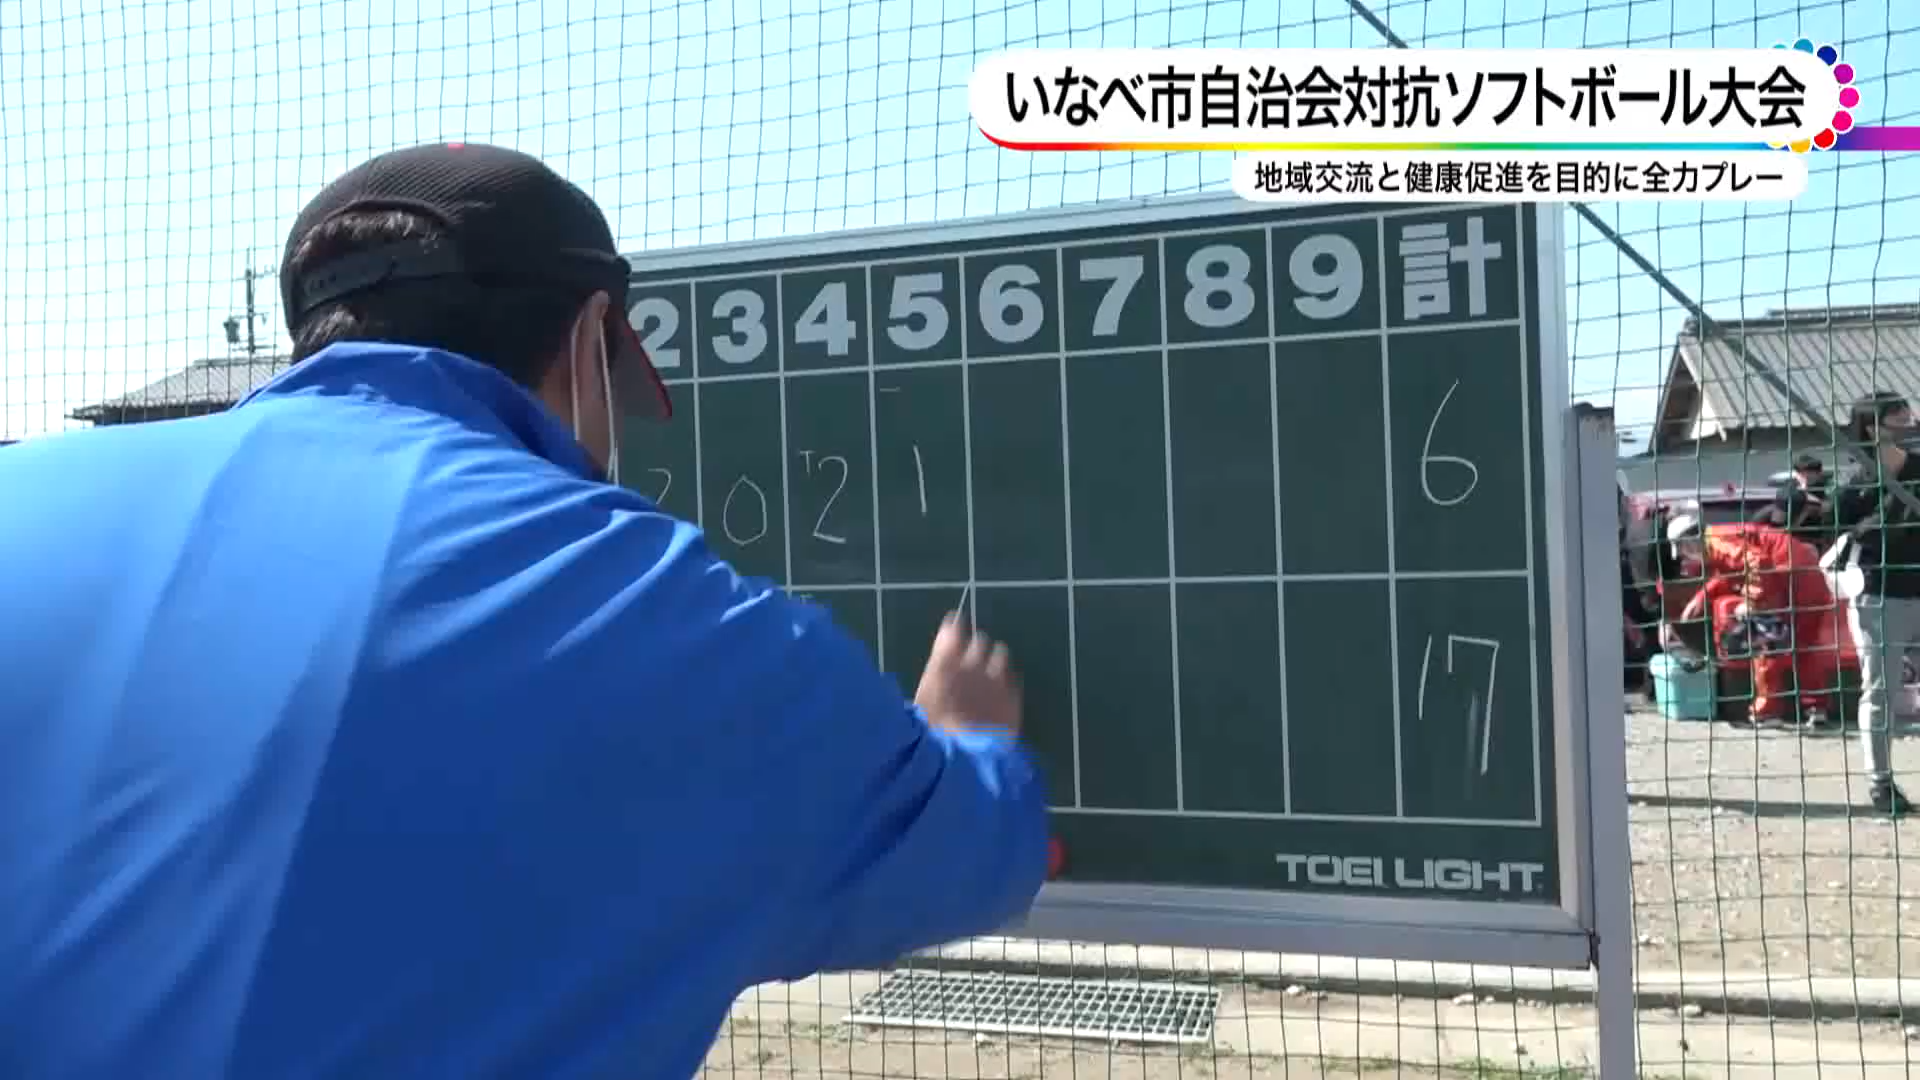 いなべ市自治会対抗ソフトボール大会
地域交流と健康促進を目的に全力プレー
2 3 4 5 6 7 8 9 計
2 0 2 1 6
17
TOEI LIGHT